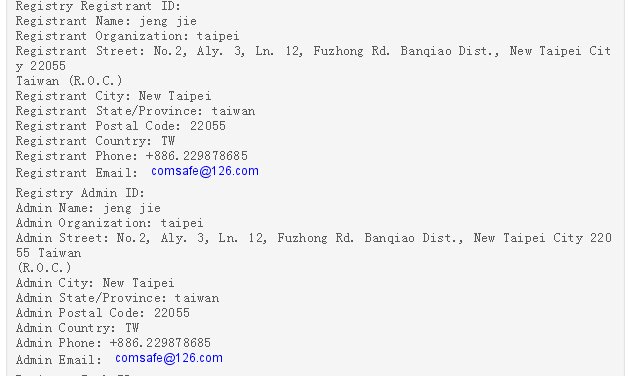 Registry Registrant ID:
Registrant Name: jeng jie
Registrant Organization: taipei
Registrant Street: No.2, Aly. 3, Ln. 12, Fuzhong Rd. Banqiao Dist., New Taipei Cit
y 22055
Taiwan (R.O.C.)
Registrant City: New Taipei
Registrant State/Province: taiwan
Registrant Postal Code: 22055
Registrant Country: TW
Registrant Phone: +886.229878685
Registrant Email: comsafe@126.com
Registry Admin ID:
Admin Name: jeng jie
Admin Organization: taipei
Admin Street: No.2, Aly. 3, Ln. 12, Fuzhong Rd. Banqiao Dist., New Taipei City 220
55 Taiwan
(R.O.C.)
Admin City: New Taipei
Admin State/Province: taiwan
Admin Postal Code: 22055
Admin Country: TW
Admin Phone: +886.229878685
Admin Email: comsafe@126.com